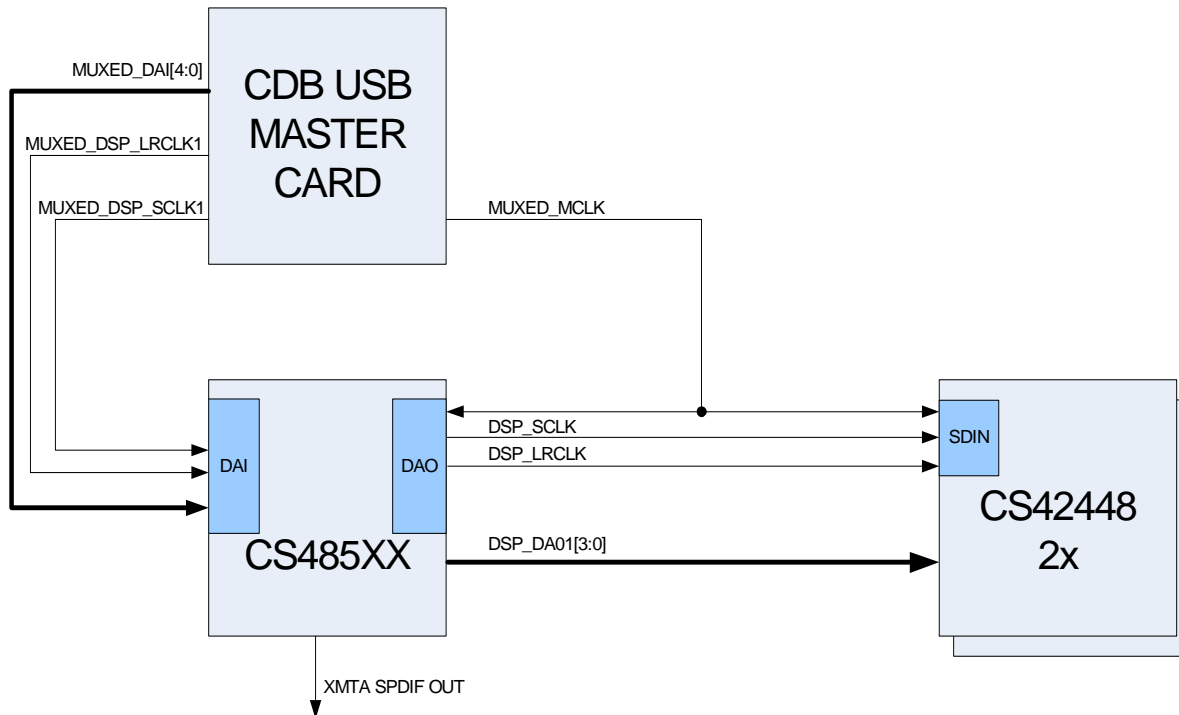 MUXED_DAI[4:0]
CDB USB
MASTER
CARD
MUXED_DSP_LRCLK1
MUXED_DSP_SCLK1
MUXED_MCLK
DAI
DAO
DSP_SCLK
DSP_LRCLK
SDIN
CS485XX
DSP_DA01[3:0]
CS42448
2x
XMTA SPDIF OUT